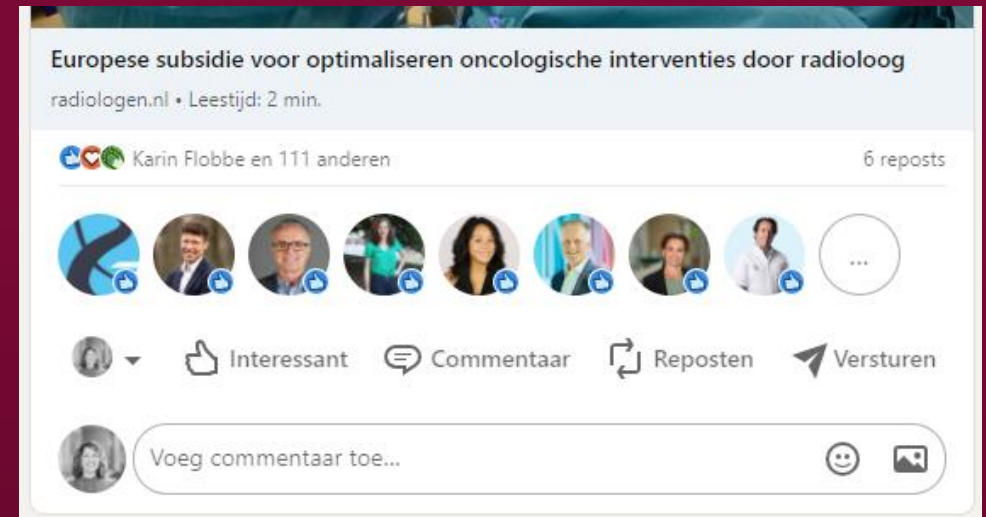 Europese subsidie voor optimaliseren oncologische interventies door radioloog
radiologen.nl • Leestijd: 2 min.
Karin Flobbe en 111 anderen 6 reposts
...
Interessant Commentaar Reposten Versturen
Voeg commentaar toe...